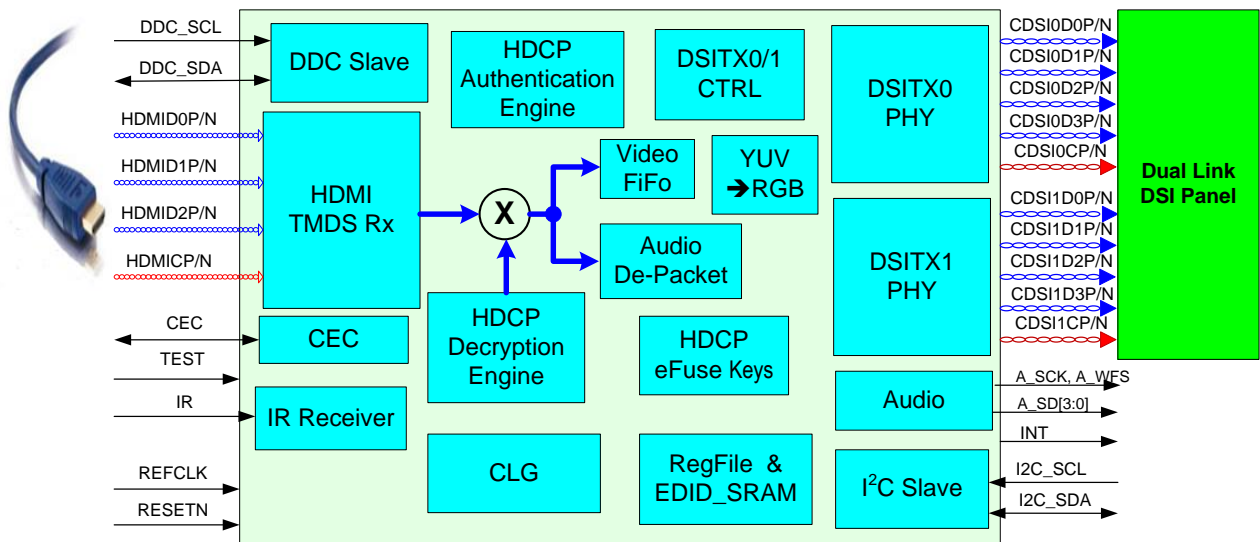 DDC_SCL
DDC_SDA
HDMID0P/N
HDMID1P/N
HDMID2P/N
HDMICP/N
CEC
TEST
IR
REFCLK
RESETN
DDC Slave
HDMI
TMDS Rx
CEC
IR Receiver
HDCP
Authentication
Engine
X
HDCP
Decryption
Engine
CLG
DSITX0/1
CTRL
Video
FiFo
YUV
➔RGB
Audio
De-Packet
HDCP
eFuse Keys
RegFile &
EDID_SRAM
DSITX0
PHY
DSITX1
PHY
Audio
I²C Slave
CDSI0D0P/N
CDSI0D1P/N
CDSI0D2P/N
CDSI0D3P/N
CDSI0CP/N
CDSI1D0P/N
CDSI1D1P/N
CDSI1D2P/N
CDSI1D3P/N
CDSI1CP/N
A_SCK, A_WFS
A_SD[3:0]
INT
I2C_SCL
I2C_SDA
Dual Link
DSI Panel